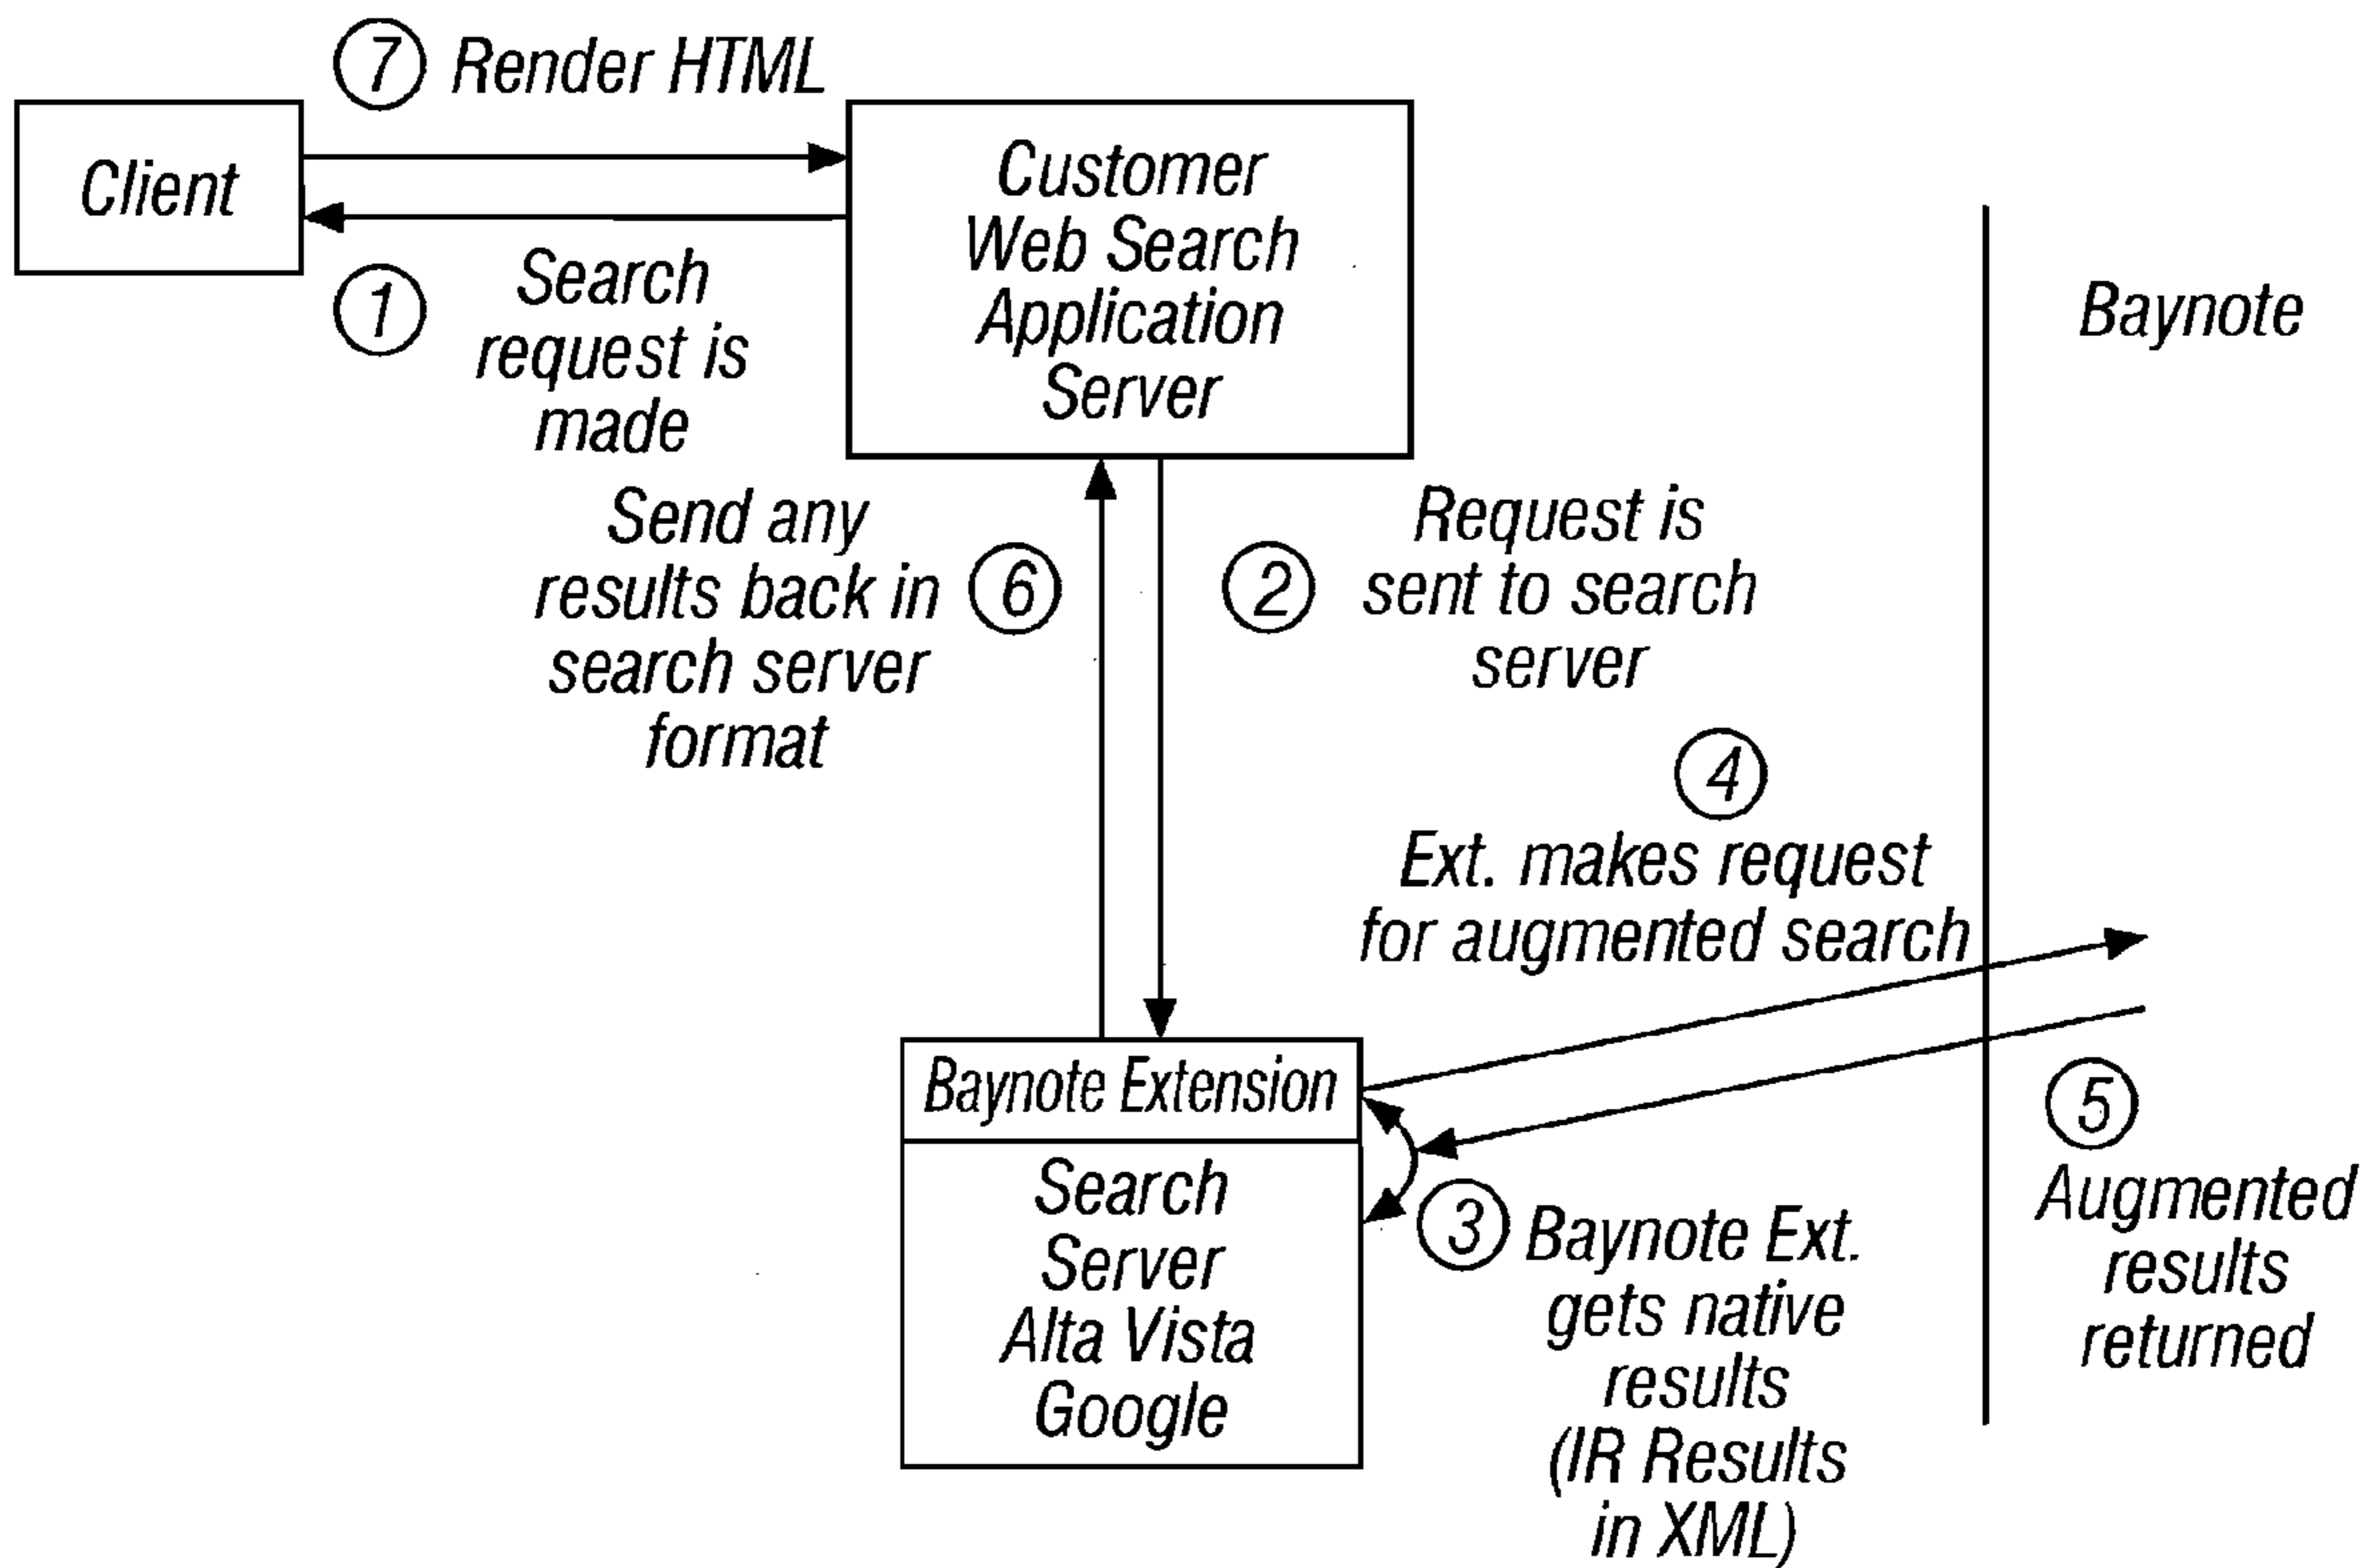 7 Render HTML
Client
Customer
Web Search
Application
Server
1
Search
request is
made
Baynote
Send any
results back in
search server
format
6
2
Request is
sent to search
server
4
Ext. makes request
for augmented search
Baynote Extension
Search
Server
Alta Vista
Google
3 Baynote Ext.
gets native
results
(IR Results
in XML)
5
Augmented
results
returned